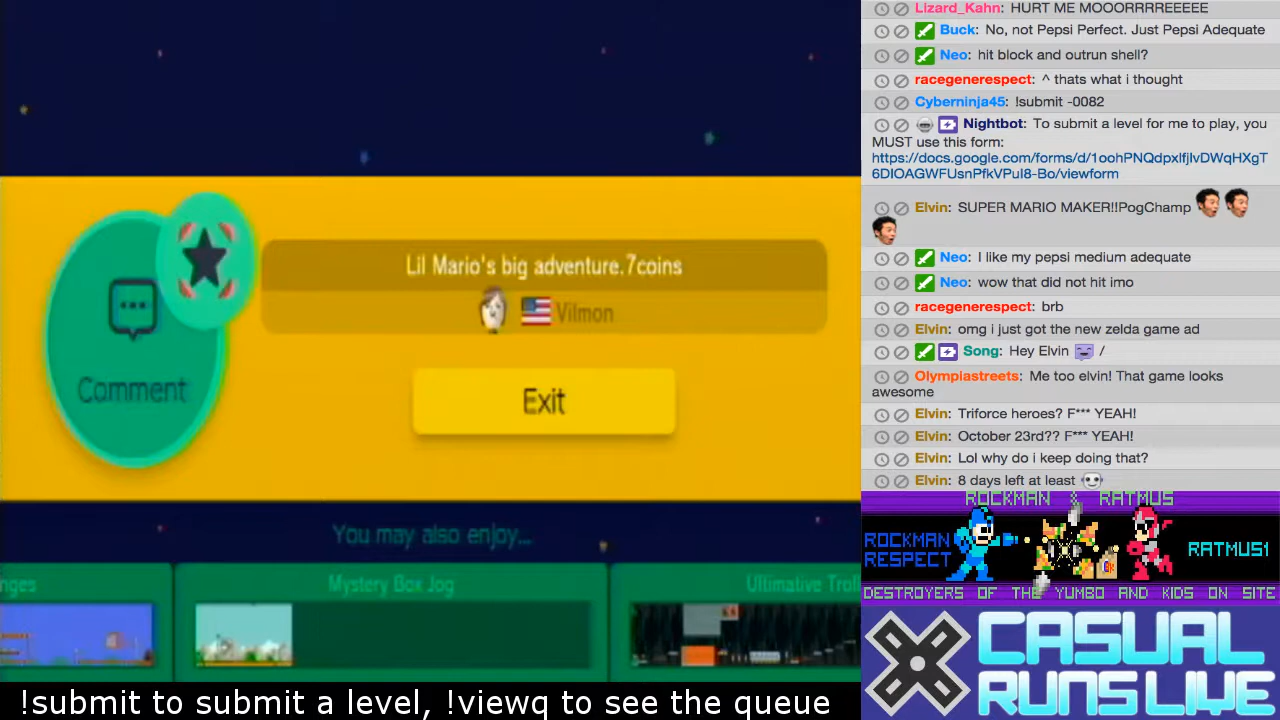 Lil Mario's big adventure.7coins
Vilmon
Comment
Exit
You may also enjoy...
nges
Mystery Box Jog
Ultimative Troll
!submit to submit a level, !viewq to see the queue
Lizard_Kahn: HURT ME MOOORRRREEEEE
Buck: No, not Pepsi Perfect. Just Pepsi Adequate
Neo: hit block and outrun shell?
racegenerespect: ^ thats what i thought
Cyberninja45: !submit -0082
Nightbot: To submit a level for me to play, you
MUST use this form:
https://docs.google.com/forms/d/1oohPNQdpxlfjIvDWqHXgT
6DIOAGWFUsnPfkVPuI8-Bo/viewform
Elvin: SUPER MARIO MAKER!!PogChamp
Neo: I like my pepsi medium adequate
Neo: wow that did not hit imo
racegenerespect: brb
Elvin: omg i just got the new zelda game ad
Song: Hey Elvin /
Olympiastreets: Me too elvin! That game looks
awesome
Elvin: Triforce heroes? F*** YEAH!
Elvin: October 23rd?? F*** YEAH!
Elvin: Lol why do i keep doing that?
Elvin: 8 days left at least
ROCKMAN & RATMUS
ROCKMAN
RESPECT
RATMUS1
DESTROYERS OF THE YUMBO AND KIDS ON SITE
CASUAL
RUNS LIVE